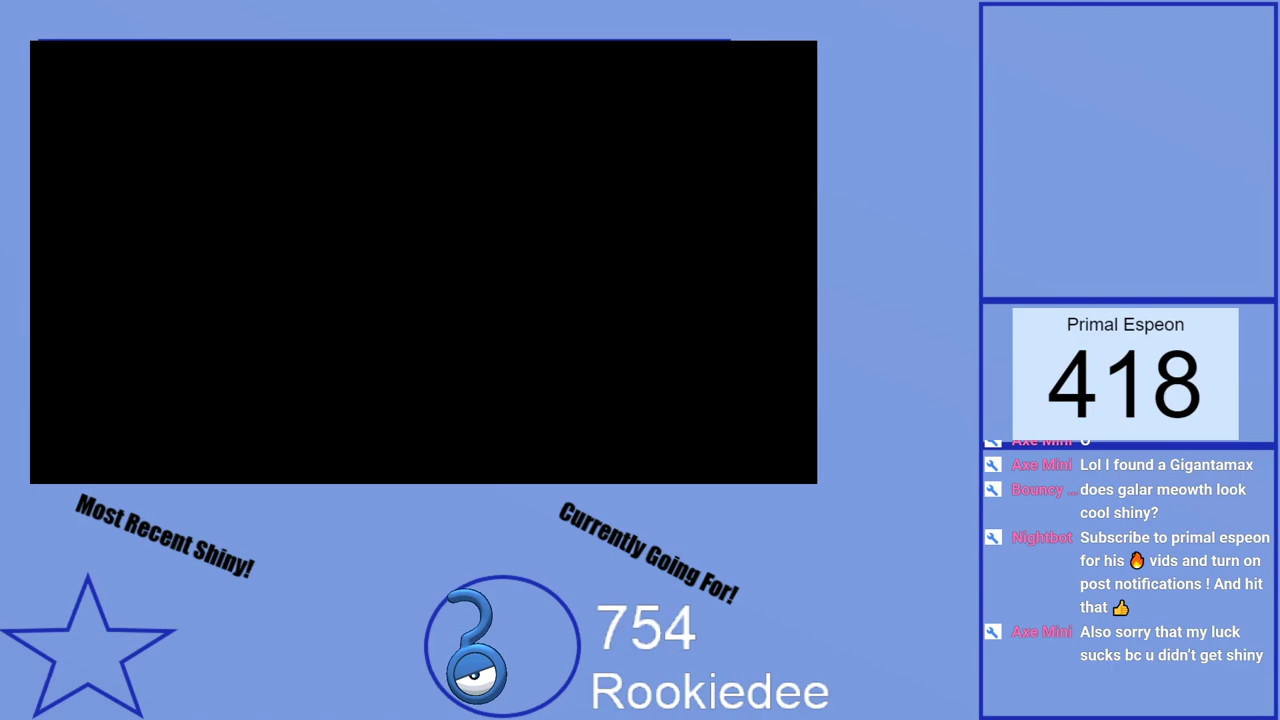 Most Recent Shiny!
Currently Going For!
754
Rookiedee
Primal Espeon
418
Axe Mini
Axe Mini Lol I found a Gigantamax
Bouncy ... does galar meowth look
cool shiny?
Nightbot Subscribe to primal espeon
for his 🔥 vids and turn on
post notifications ! And hit
that 👍
Axe Mini Also sorry that my luck
sucks bc u didn't get shiny